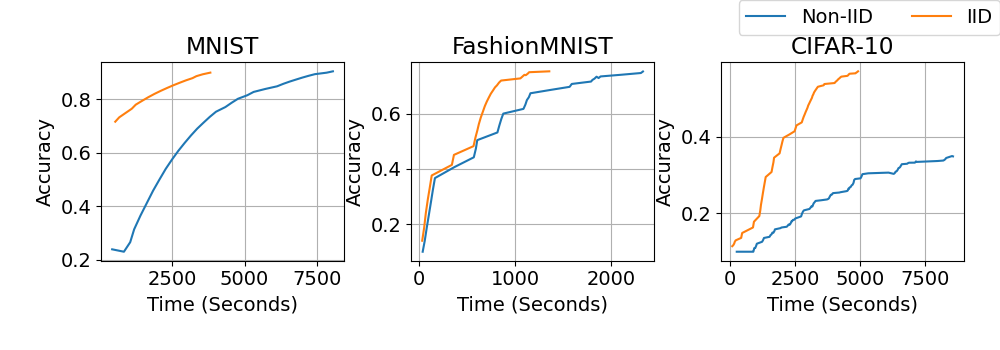 Non-IID IID
MNIST FashionMNIST CIFAR-10
Accuracy
0.8
0.6
0.4
0.2
2500 5000 7500
Time (Seconds)
Accuracy
0.6
0.4
0.2
0 1000 2000
Time (Seconds)
Accuracy
0.4
0.2
0 2500 5000 7500
Time (Seconds)